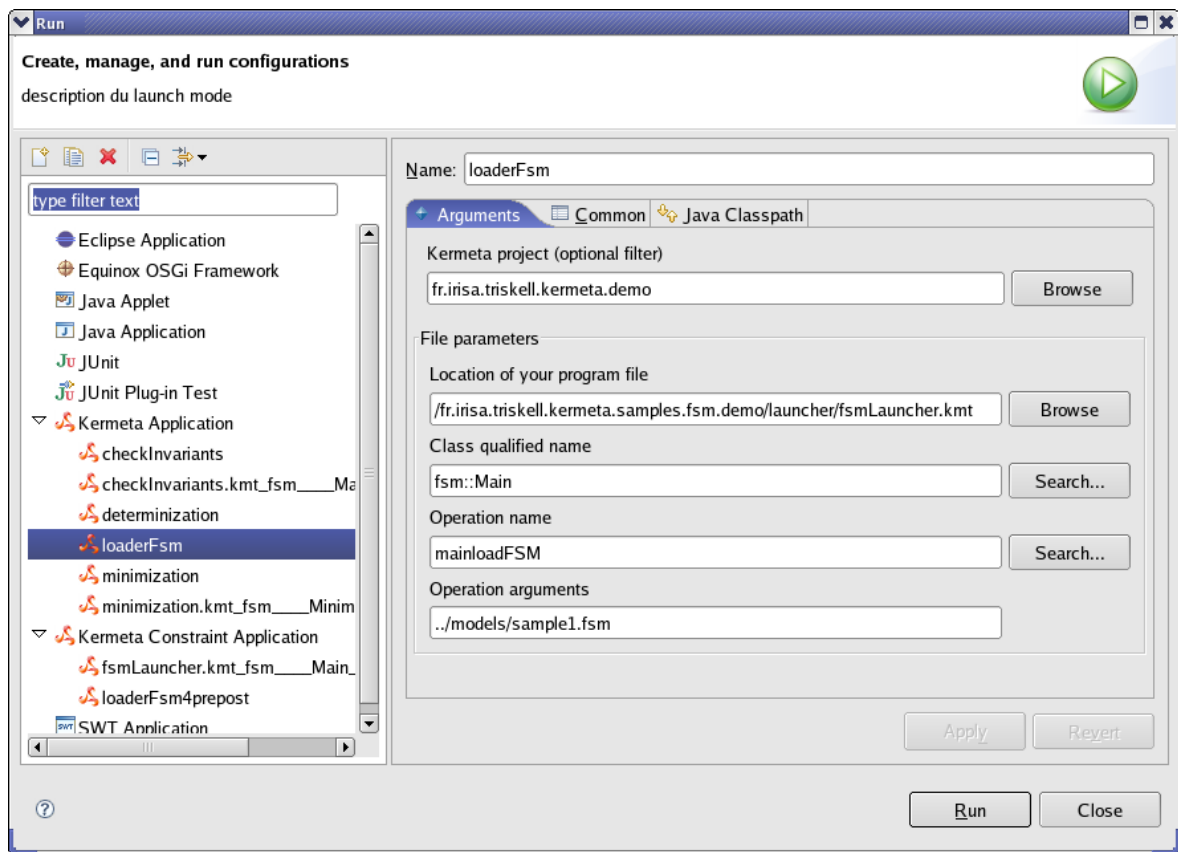 Run
Create, manage, and run configurations
description du launch mode
type filter text
Eclipse Application
Equinox OSGi Framework
Java Applet
Java Application
JUnit
JUnit Plug-in Test
Kermeta Application
checkInvariants
checkInvariants.kmt_fsm____Ma
determinization
loaderFsm
minimization
minimization.kmt_fsm____Minim
Kermeta Constraint Application
fsmLauncher.kmt_fsm____Main_
loaderFsm4prepost
SWT Application
Name: loaderFsm
Arguments Common Java Classpath
Kermeta project (optional filter)
fr.irisa.triskell.kermeta.demo Browse
File parameters
Location of your program file
/fr.irisa.triskell.kermeta.samples.fsm.demo/launcher/fsmLauncher.kmt Browse
Class qualified name
fsm::Main Search...
Operation name
mainloadFSM Search...
Operation arguments
../models/sample1.fsm
Apply Revert
Run Close